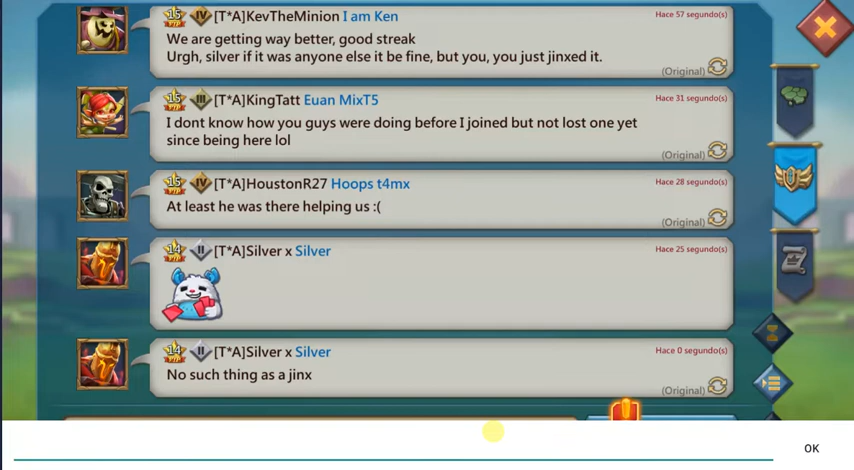 15 IV [T*A]KevTheMinion I am Ken
Hace 57 segundo(s)
We are getting way better, good streak
Urgh, silver if it was anyone else it be fine, but you, you just jinxed it.
(Original)
15 III [T*A]KingTatt Euan MixT5
Hace 31 segundo(s)
I dont know how you guys were doing before I joined but not lost one yet
since being here lol
(Original)
15 IV [T*A]HoustonR27 Hoops t4mx
Hace 28 segundo(s)
At least he was there helping us :(
(Original)
14 II [T*A]Silver x Silver
Hace 25 segundo(s)
14 II [T*A]Silver x Silver
Hace 0 segundo(s)
No such thing as a jinx
(Original)
OK